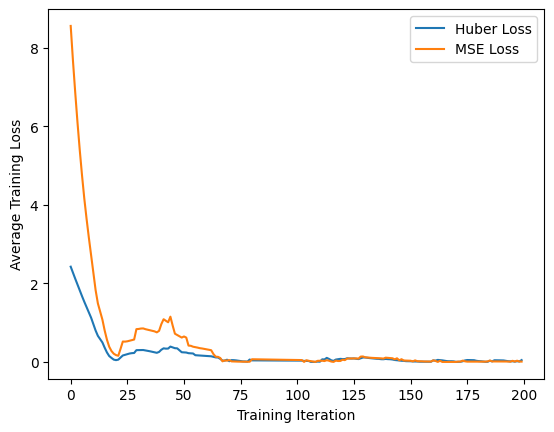 Huber Loss
MSE Loss
Average Training Loss
8
6
4
2
0
0 25 50 75 100 125 150 175 200
Training Iteration